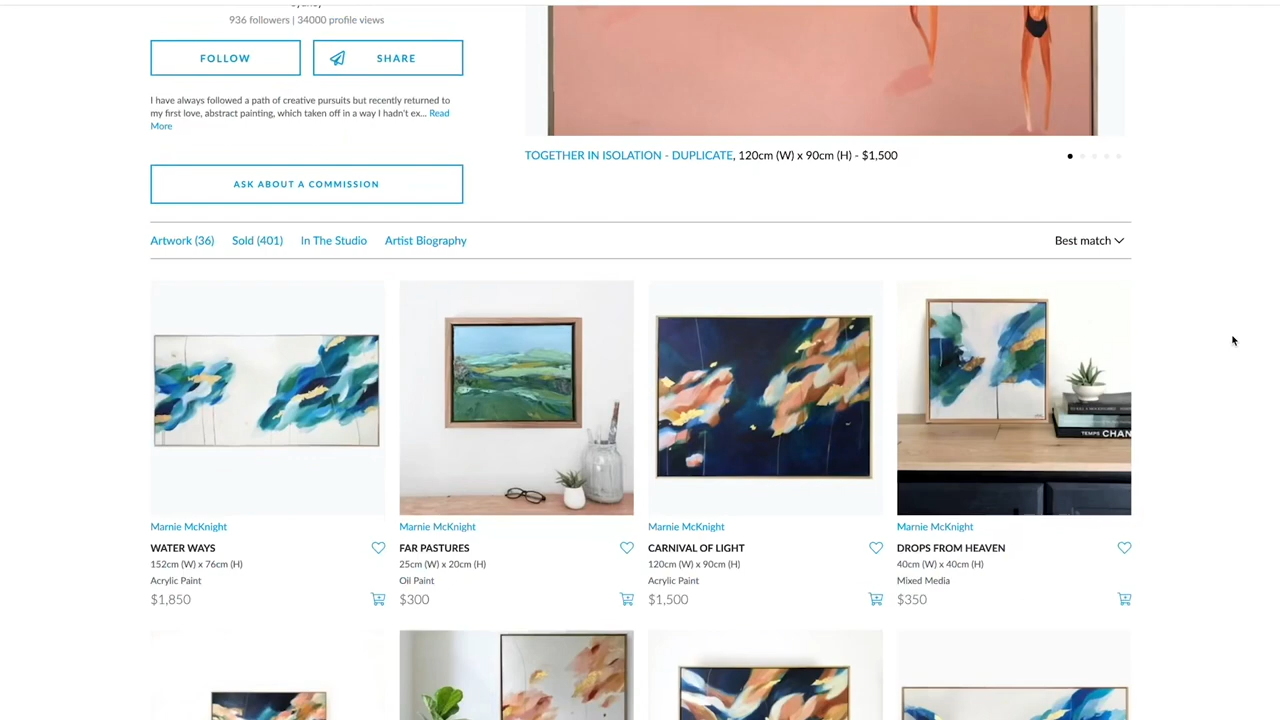 936 followers | 34000 profile views
FOLLOW
SHARE
I have always followed a path of creative pursuits but recently returned to
my first love, abstract painting, which taken off in a way I hadn't ex... Read
More
ASK ABOUT A COMMISSION
TOGETHER IN ISOLATION - DUPLICATE, 120cm (W) x 90cm (H) - $1,500
Artwork (36) Sold (401) In The Studio Artist Biography Best match
TEMPS CHAN
Marnie McKnight
WATER WAYS
152cm (W) x 76cm (H)
Acrylic Paint
$1,850
Marnie McKnight
FAR PASTURES
25cm (W) x 20cm (H)
Oil Paint
$300
Marnie McKnight
CARNIVAL OF LIGHT
120cm (W) x 90cm (H)
Acrylic Paint
$1,500
Marnie McKnight
DROPS FROM HEAVEN
40cm (W) x 40cm (H)
Mixed Media
$350